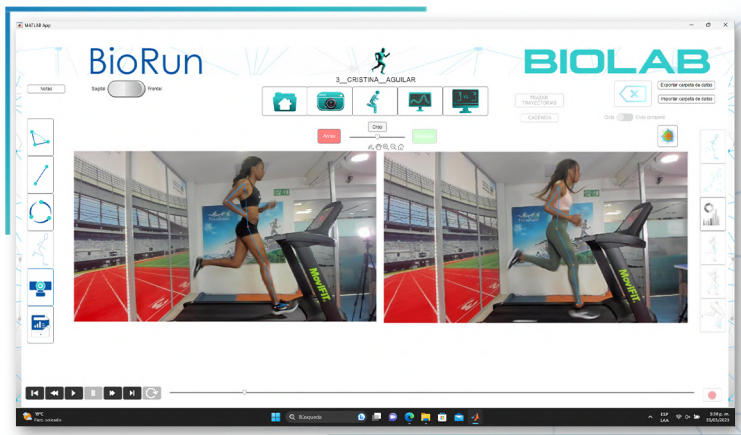 MATLAB App
BioRun
BIOLAB
3__CRISTINA__AGUILAR
Notas
Sagital
Frontal
TRAZAR
TRAYECTORIAS
CADENCIA
Exportar carpeta de datos
Importar carpeta de datos
Ciclo
Ciclo completo
Crop
MoviFIT.
MoviFIT.
Búsqueda
ESP
LAA